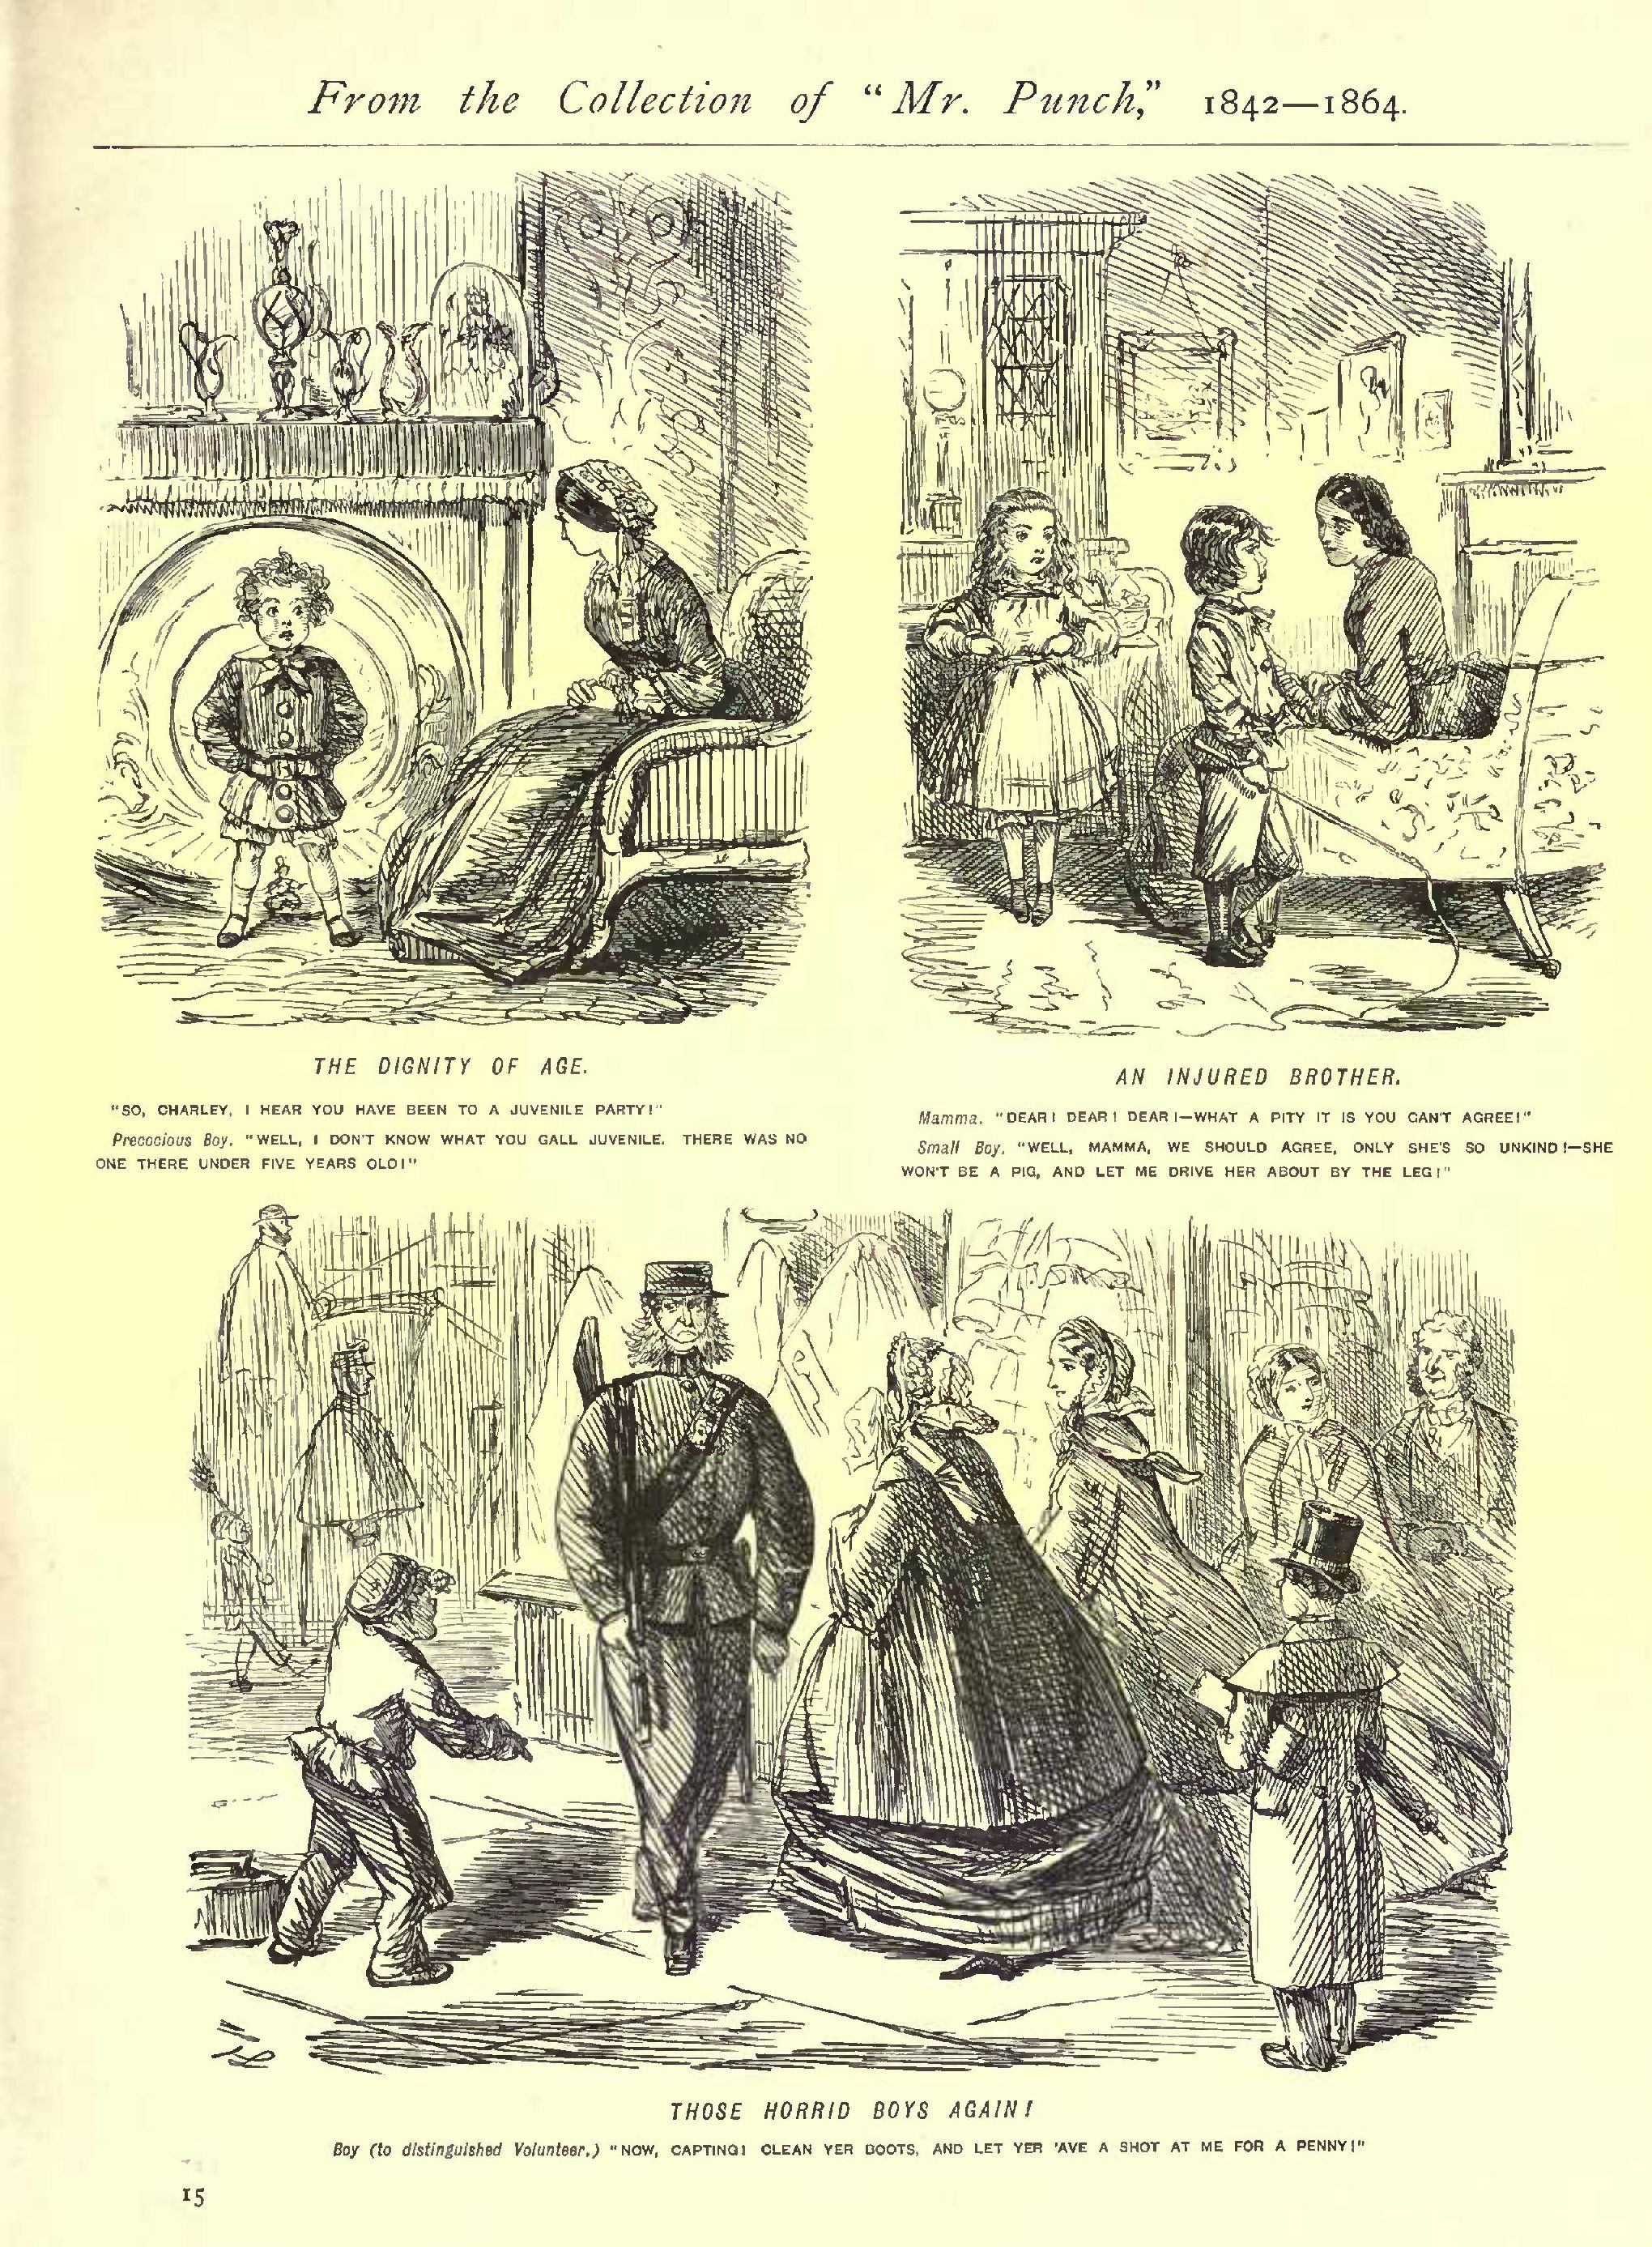 From the Collection of "Mr. Punch," 1842—1864.
THE DIGNITY OF AGE.
"SO, CHARLEY, I HEAR YOU HAVE BEEN TO A JUVENILE PARTY!"
Precocious Boy. "WELL, I DON'T KNOW WHAT YOU CALL JUVENILE. THERE WAS NO
ONE THERE UNDER FIVE YEARS OLD!"
AN INJURED BROTHER.
Mamma. "DEAR! DEAR! DEAR!—WHAT A PITY IT IS YOU CAN'T AGREE!"
Small Boy. "WELL, MAMMA, WE SHOULD AGREE, ONLY SHE'S SO UNKIND!—SHE
WON'T BE A PIG, AND LET ME DRIVE HER ABOUT BY THE LEG!"
THOSE HORRID BOYS AGAIN!
Boy (to distinguished Volunteer.) "NOW, CAPTING! CLEAN YER BOOTS, AND LET YER 'AVE A SHOT AT ME FOR A PENNY!"
15